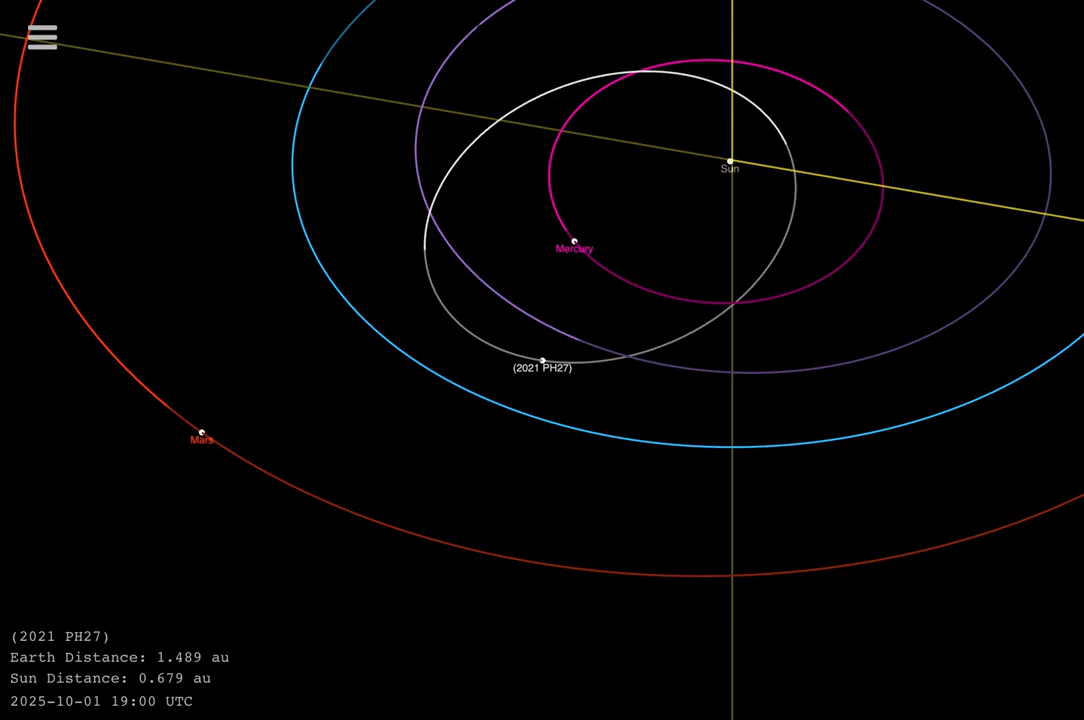 Sun
Mercury
(2021 PH27)
Mars
(2021 PH27)
Earth Distance: 1.489 au
Sun Distance: 0.679 au
2025-10-01 19:00 UTC